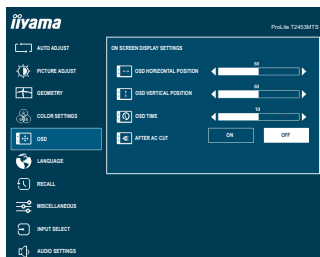 iiyama
ProLite T2453MTS
AUTO ADJUST
PICTURE ADJUST
GEOMETRY
COLOR SETTINGS
OSD
LANGUAGE
RECALL
MISCELLANEOUS
INPUT SELECT
AUDIO SETTINGS
ON SCREEN DISPLAY SETTINGS
OSD HORIZONTAL POSITION
50
OSD VERTICAL POSITION
50
OSD TIME
10
AFTER AC CUT
ON
OFF